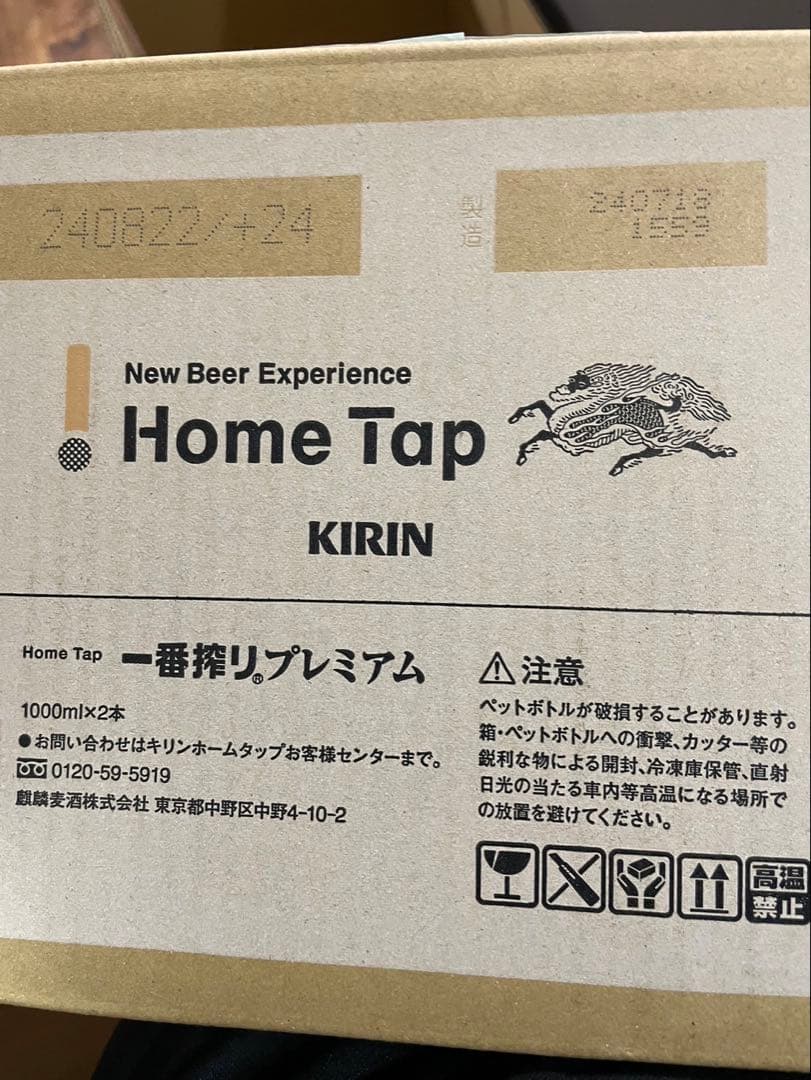 240822/+24
製造
240718
1559
New Beer Experience
Home Tap
KIRIN
Home Tap 一番搾り®プレミアム
1000ml×2本
●お問い合わせはキリンホームタップお客様センターまで。
0120-59-5919
麒麟麦酒株式会社 東京都中野区中野4-10-2
注意
ペットボトルが破損することがあります。
箱・ペットボトルへの衝撃、カッター等の
鋭利な物による開封、冷凍庫保管、直射
日光の当たる車内等高温になる場所で
の放置を避けてください。
高温
禁止